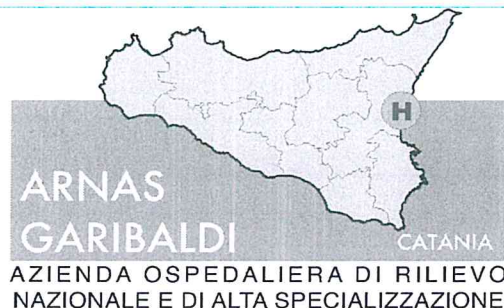 H
ARNAS
GARIBALDI
CATANIA
AZIENDA OSPEDALIERA DI RILIEVO
NAZIONALE E DI ALTA SPECIALIZZAZIONE